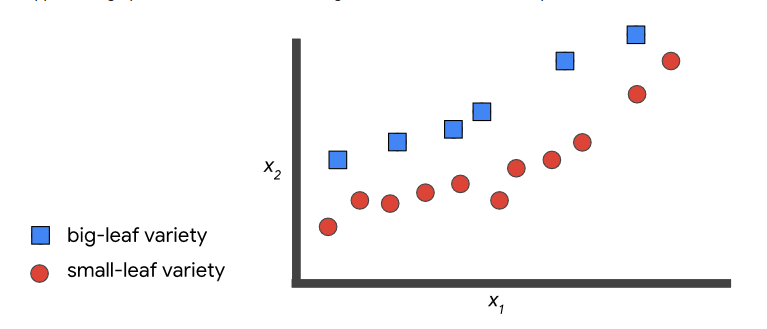 x2
big-leaf variety
small-leaf variety
x1